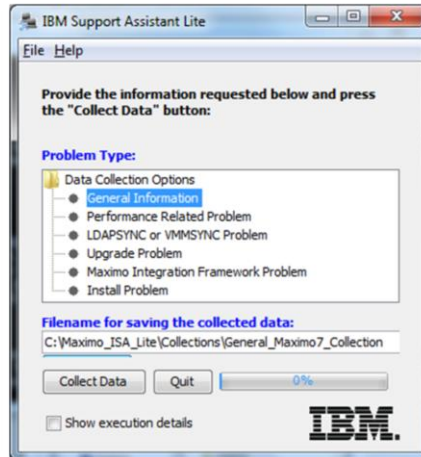 IBM Support Assistant Lite
File Help
Provide the information requested below and press
the "Collect Data" button:
Problem Type:
Data Collection Options
General Information
Performance Related Problem
LDAPSYNC or VMMSYNC Problem
Upgrade Problem
Maximo Integration Framework Problem
Install Problem
Filename for saving the collected data:
C:\Maximo_ISA_Lite\Collections\General_Maximo7_Collection
Collect Data Quit 0%
Show execution details IBM.